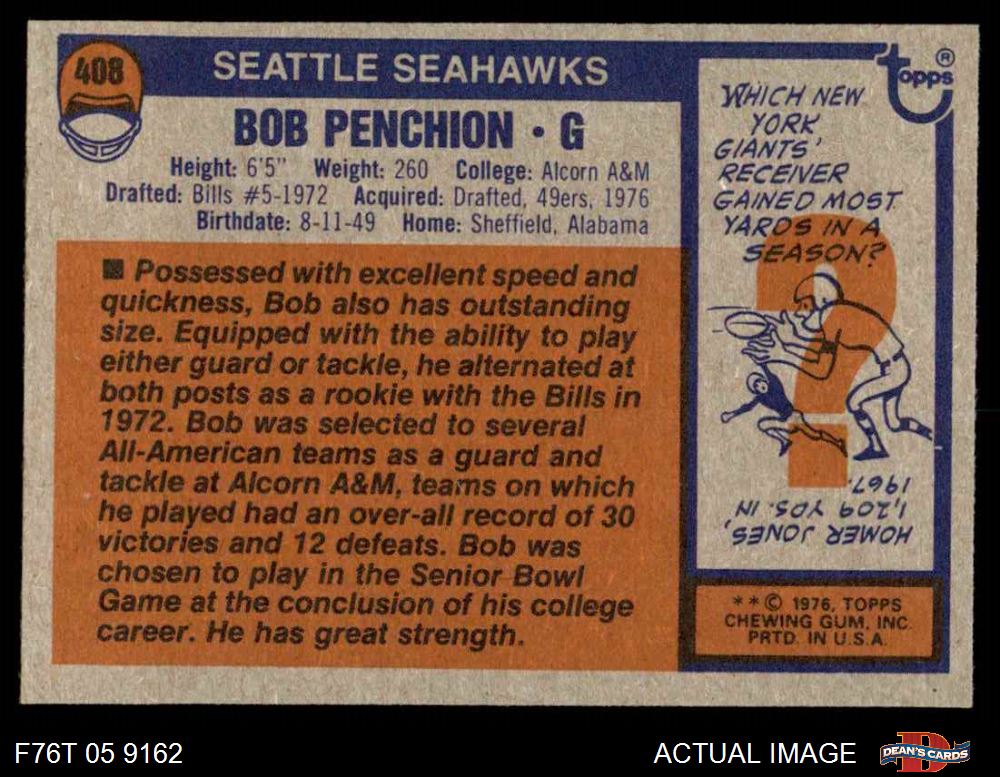 408
SEATTLE SEAHAWKS
BOB PENCHION • G
Height: 6'5" Weight: 260 College: Alcorn A&M
Drafted: Bills #5-1972 Acquired: Drafted, 49ers, 1976
Birthdate: 8-11-49 Home: Sheffield, Alabama
■ Possessed with excellent speed and
quickness, Bob also has outstanding
size. Equipped with the ability to play
either guard or tackle, he alternated at
both posts as a rookie with the Bills in
1972. Bob was selected to several
All-American teams as a guard and
tackle at Alcorn A&M, teams on which
he played had an over-all record of 30
victories and 12 defeats. Bob was
chosen to play in the Senior Bowl
Game at the conclusion of his college
career. He has great strength.
topps®
WHICH NEW
YORK
GIANTS'
RECEIVER
GAINED MOST
YARDS IN A
SEASON?
HOMER JONES,
1,209 YDS. IN
1967.
**© 1976, TOPPS
CHEWING GUM, INC.
PRTD. IN U.S.A.
F76T 05 9162
ACTUAL IMAGE
DEAN'S CARDS